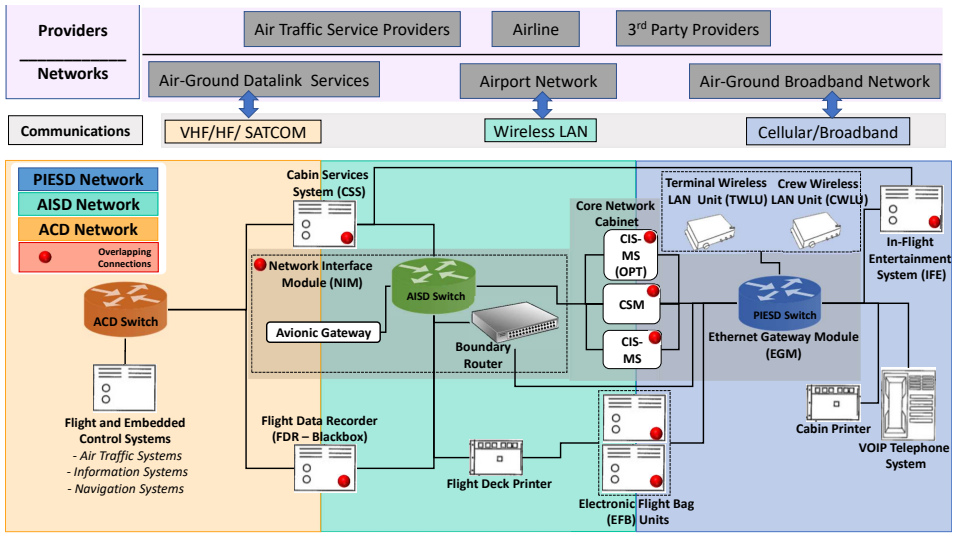 Providers
Networks
Air Traffic Service Providers
Airline
3rd Party Providers
Air-Ground Datalink Services
Airport Network
Air-Ground Broadband Network
Communications
VHF/HF/ SATCOM
Wireless LAN
Cellular/Broadband
PIESD Network
AISD Network
ACD Network
Overlapping
Connections
Cabin Services
System (CSS)
Core Network
Cabinet
Terminal Wireless
LAN Unit (TWLU)
Crew Wireless
LAN Unit (CWLU)
In-Flight
Entertainment
System (IFE)
CIS-
MS
(OPT)
CSM
CIS-
MS
Network Interface
Module (NIM)
AISD Switch
Avionic Gateway
Boundary
Router
ACD Switch
PIESD Switch
Ethernet Gateway Module
(EGM)
Flight and Embedded
Control Systems
- Air Traffic Systems
- Information Systems
- Navigation Systems
Flight Data Recorder
(FDR – Blackbox)
Flight Deck Printer
Electronic Flight Bag
(EFB) Units
Cabin Printer
VOIP Telephone
System